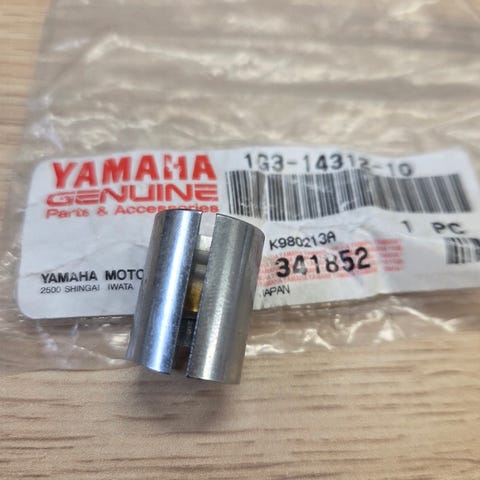 YAMAHA
GENUINE
Parts & Accessories
1G3-14312-10
K980213A
1 PC
341852
YAMAHA MOTO
2500 SHINGAI IWATA
JAPAN